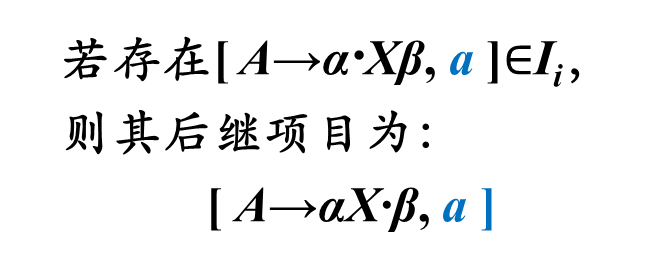 若存在[ A→α·Xβ, a ]∈Iᵢ,
则其后继项目为:
[ A→αX·β, a ]